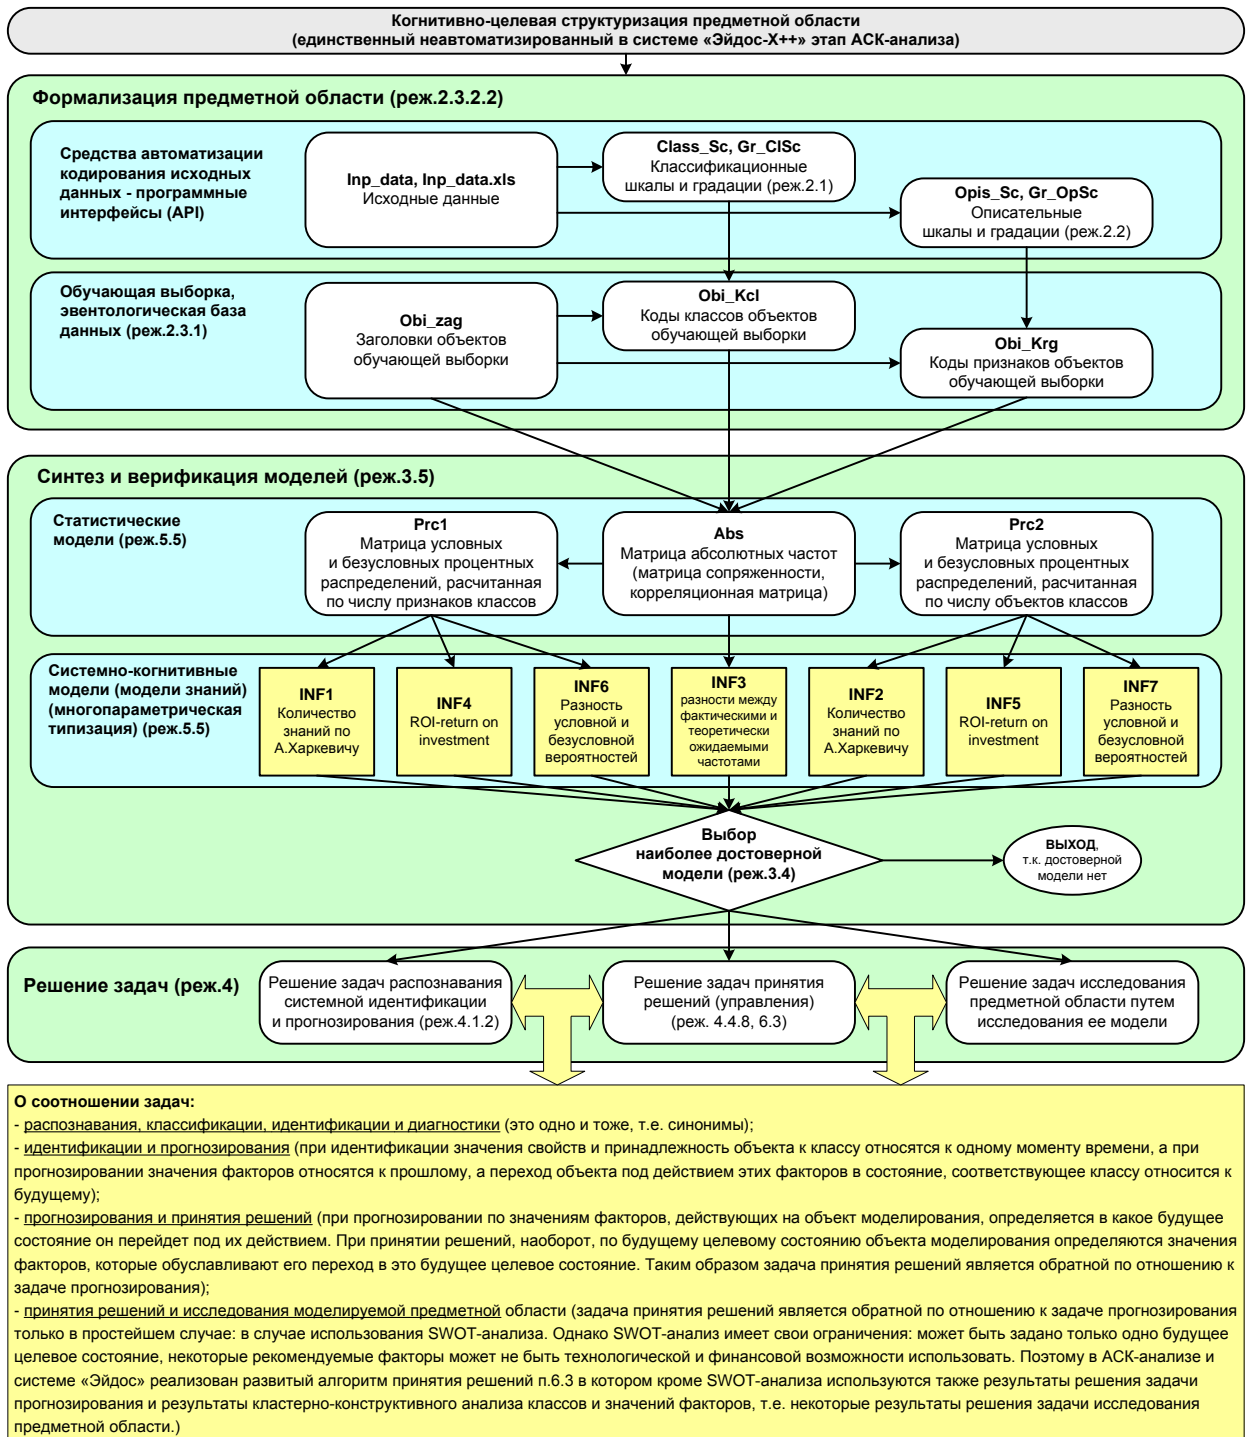 Когнитивно-целевая структуризация предметной области
(единственный неавтоматизированный в системе «Эйдос-Х++» этап АСК-анализа)
Формализация предметной области (реж.2.3.2.2)
Средства автоматизации
кодирования исходных
данных - программные
интерфейсы (API)
Inp_data, Inp_data.xls
Исходные данные
Class_Sc, Gr_ClSc
Классификационные
шкалы и градации (реж.2.1)
Opis_Sc, Gr_OpSc
Описательные
шкалы и градации (реж.2.2)
Обучающая выборка,
эвентологическая база
данных (реж.2.3.1)
Obi_zag
Заголовки объектов
обучающей выборки
Obi_Kcl
Коды классов объектов
обучающей выборки
Obi_Krg
Коды признаков объектов
обучающей выборки
Синтез и верификация моделей (реж.3.5)
Статистические
модели (реж.5.5)
Prc1
Матрица условных
и безусловных процентных
распределений, расчитанная
по числу признаков классов
Abs
Матрица абсолютных частот
(матрица сопряженности,
корреляционная матрица)
Prc2
Матрица условных
и безусловных процентных
распределений, расчитанная
по числу объектов классов
Системно-когнитивные
модели (модели знаний)
(многопараметрическая
типизация) (реж.5.5)
INF1
Количество
знаний по
А.Харкевичу
INF4
ROI-return on
investment
INF6
Разность
условной и
безусловной
вероятностей
INF3
разности между
фактическими и
теоретически
ожидаемыми
частотами
INF2
Количество
знаний по
А.Харкевичу
INF5
ROI-return on
investment
INF7
Разность
условной и
безусловной
вероятностей
Выбор
наиболее достоверной
модели (реж.3.4)
ВЫХОД,
т.к. достоверной
модели нет
Решение задач (реж.4)
Решение задач распознавания
системной идентификации
и прогнозирования (реж.4.1.2)
Решение задач принятия
решений (управления)
(реж. 4.4.8, 6.3)
Решение задач исследования
предметной области путем
исследования ее модели
О соотношении задач:
- распознавания, классификации, идентификации и диагностики (это одно и тоже, т.е. синонимы);
- идентификации и прогнозирования (при идентификации значения свойств и принадлежность объекта к классу относятся к одному моменту времени, а при
прогнозировании значения факторов относятся к прошлому, а переход объекта под действием этих факторов в состояние, соответствующее классу относится к
будущему);
- прогнозирования и принятия решений (при прогнозировании по значениям факторов, действующих на объект моделирования, определяется в какое будущее
состояние он перейдет под их действием. При принятии решений, наоборот, по будущему целевому состоянию объекта моделирования определяются значения
факторов, которые обуславливают его переход в это будущее целевое состояние. Таким образом задача принятия решений является обратной по отношению к
задаче прогнозирования);
- принятия решений и исследования моделируемой предметной области (задача принятия решений является обратной по отношению к задаче прогнозирования
только в простейшем случае: в случае использования SWOT-анализа. Однако SWOT-анализ имеет свои ограничения: может быть задано только одно будущее
целевое состояние, некоторые рекомендуемые факторы может не быть технологической и финансовой возможности использовать. Поэтому в АСК-анализе и
системе «Эйдос» реализован развитый алгоритм принятия решений п.6.3 в котором кроме SWOT-анализа используются также результаты решения задачи
прогнозирования и результаты кластерно-конструктивного анализа классов и значений факторов, т.е. некоторые результаты решения задачи исследования
предметной области.)